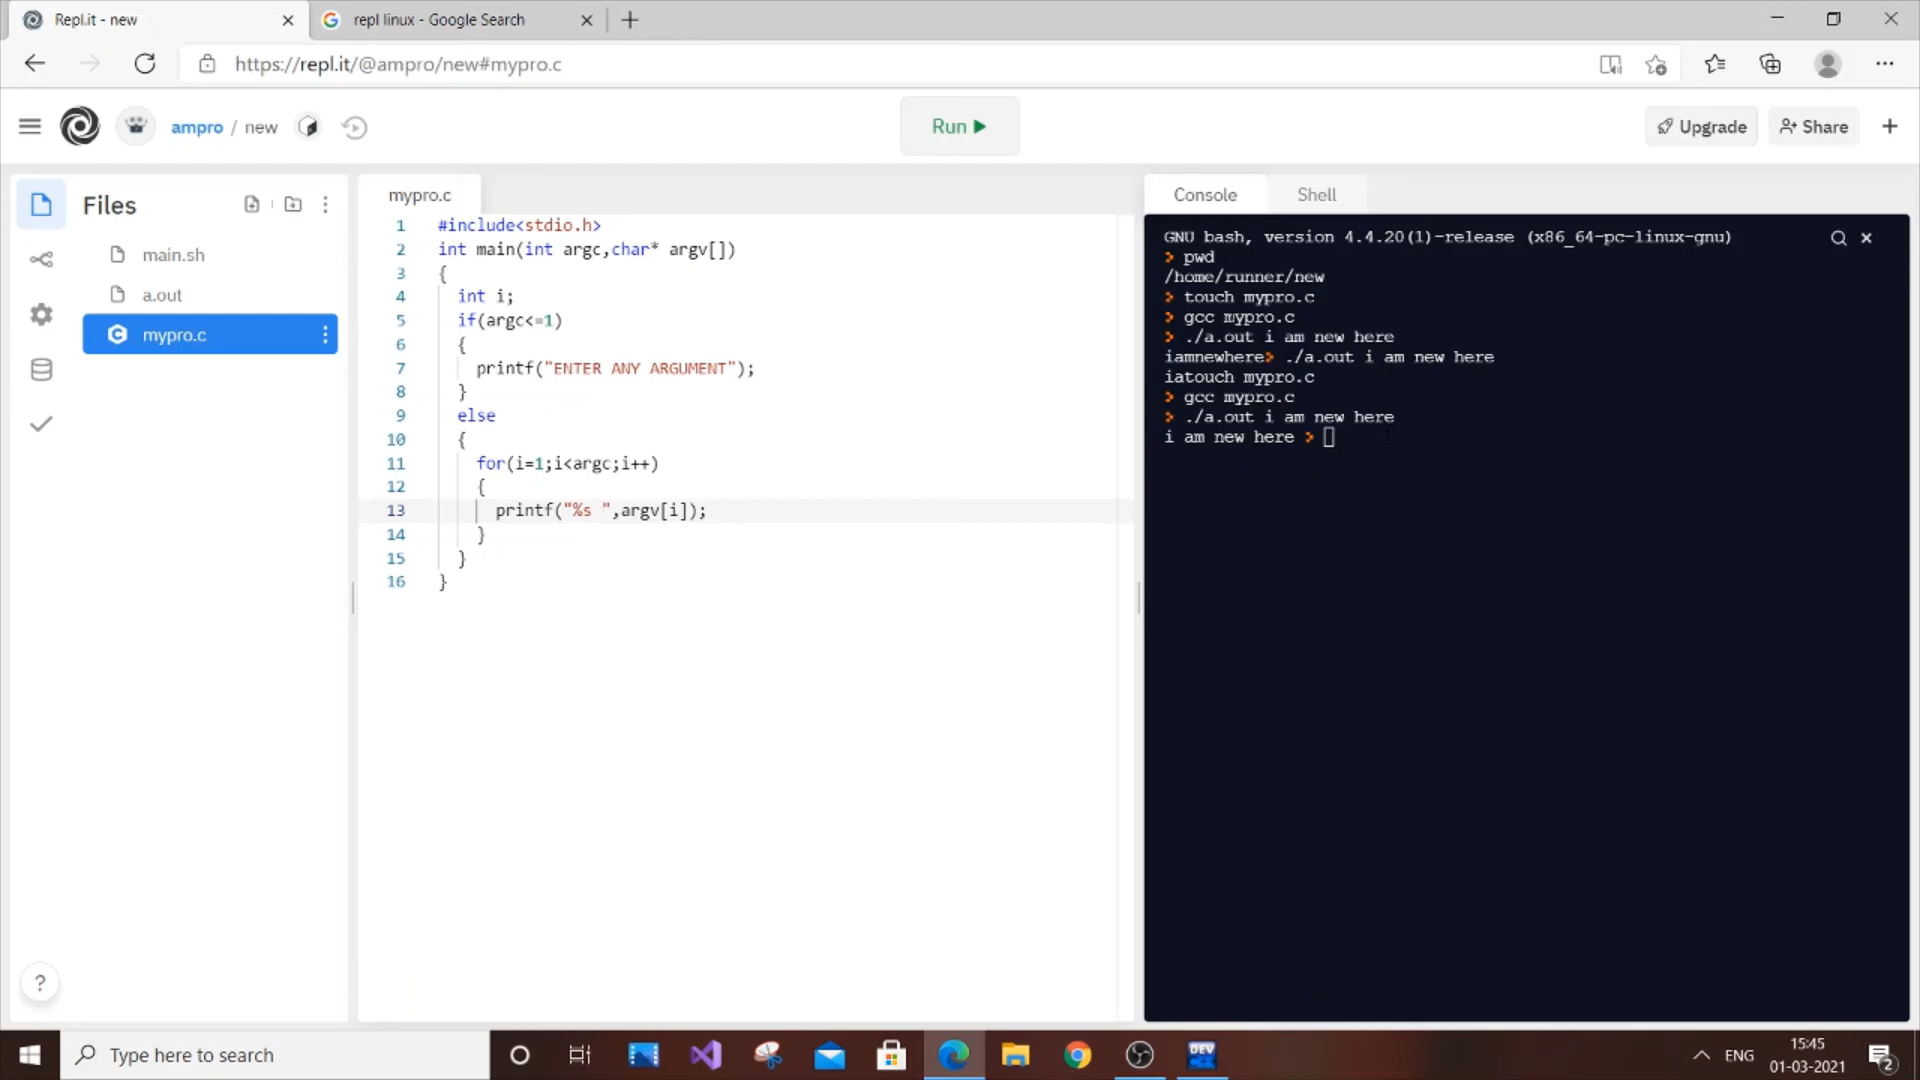 Repl.it - new
repl linux - Google Search
https://repl.it/@ampro/new#mypro.c
ampro / new
Run
Upgrade
Share
Files
main.sh
a.out
mypro.c
mypro.c
1 #include<stdio.h>
2 int main(int argc,char* argv[])
3 {
4 int i;
5 if(argc<=1)
6 {
7 printf("ENTER ANY ARGUMENT");
8 }
9 else
10 {
11 for(i=1;i<argc;i++)
12 {
13 printf("%s ",argv[i]);
14 }
15 }
16 }
Console
Shell
GNU bash, version 4.4.20(1)-release (x86_64-pc-linux-gnu)
> pwd
/home/runner/new
> touch mypro.c
> gcc mypro.c
> ./a.out i am new here
iamnewhere> ./a.out i am new here
iatouch mypro.c
> gcc mypro.c
> ./a.out i am new here
i am new here >
?
Type here to search
DEV
ENG
15:45
01-03-2021
2